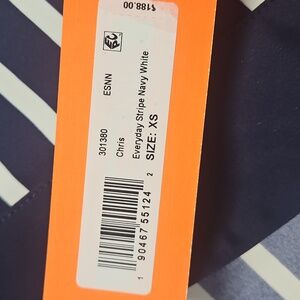 $188.00
ESNN
301380
Chris
Everyday Stripe Navy White
SIZE: XS
1 90467 55124 2